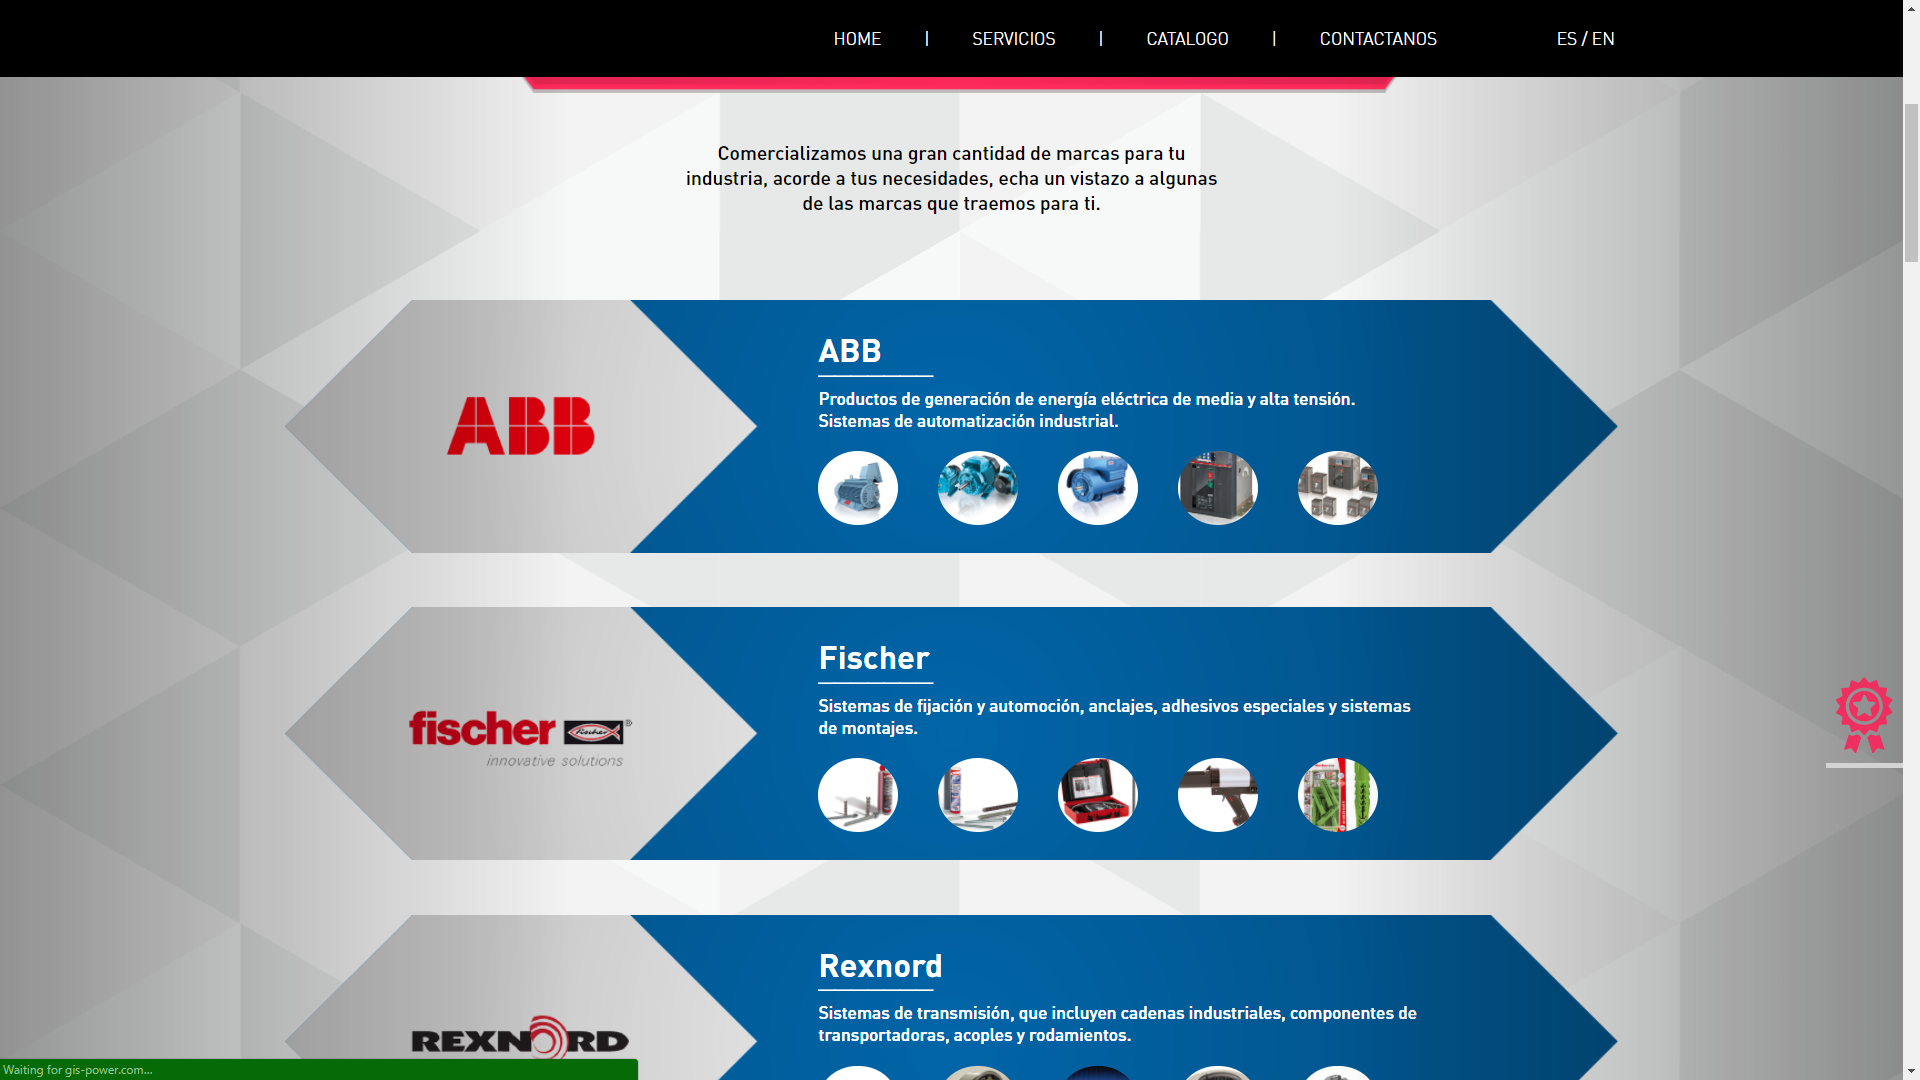 HOME | SERVICIOS | CATALOGO | CONTACTANOS ES / EN
Comercializamos una gran cantidad de marcas para tu
industria, acorde a tus necesidades, echa un vistazo a algunas
de las marcas que traemos para ti.
ABB
ABB
Productos de generación de energía eléctrica de media y alta tensión.
Sistemas de automatización industrial.
fischer fischer ®
innovative solutions
Fischer
Sistemas de fijación y automoción, anclajes, adhesivos especiales y sistemas
de montajes.
REXNORD
Rexnord
Sistemas de transmisión, que incluyen cadenas industriales, componentes de
transportadoras, acoples y rodamientos.
Waiting for gis-power.com...